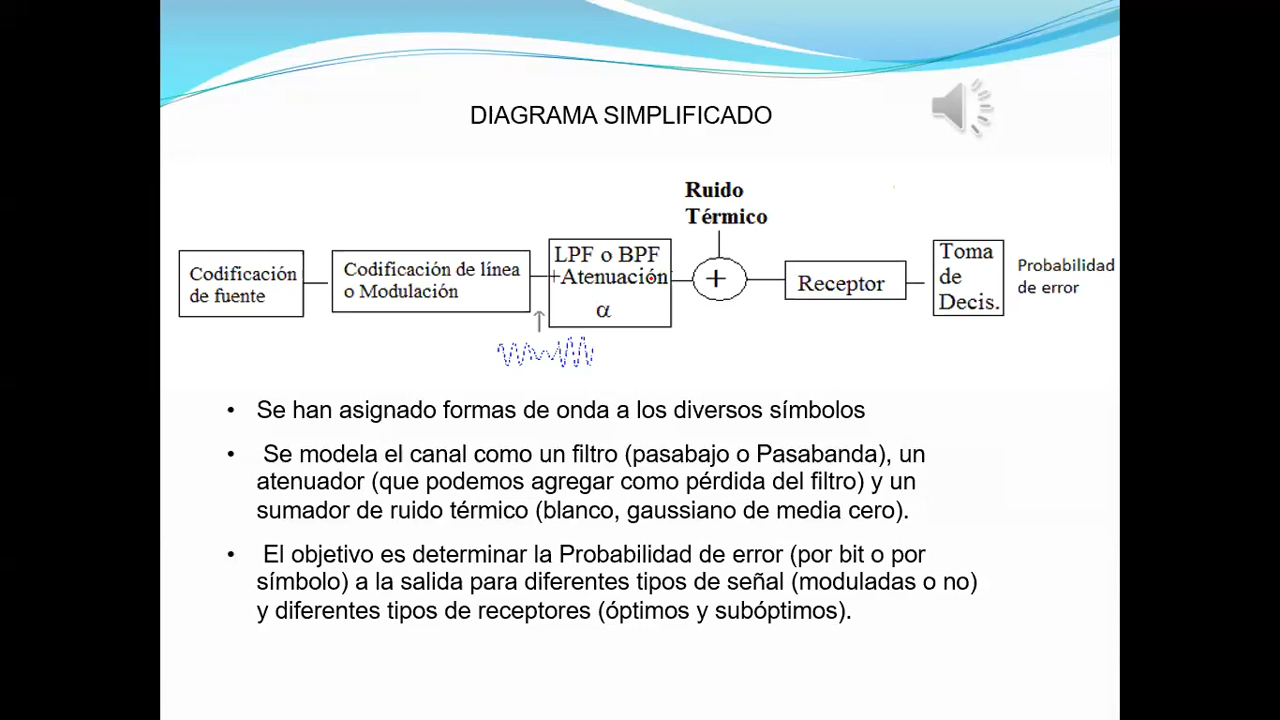 DIAGRAMA SIMPLIFICADO
Ruido
Térmico
Codificación
de fuente
Codificación de línea
o Modulación
LPF o BPF
+Atenuación
α
+
Receptor
Toma
de
Decis.
Probabilidad
de error
• Se han asignado formas de onda a los diversos símbolos
• Se modela el canal como un filtro (pasabajo o Pasabanda), un
atenuador (que podemos agregar como pérdida del filtro) y un
sumador de ruido térmico (blanco, gaussiano de media cero).
• El objetivo es determinar la Probabilidad de error (por bit o por
símbolo) a la salida para diferentes tipos de señal (moduladas o no)
y diferentes tipos de receptores (óptimos y subóptimos).